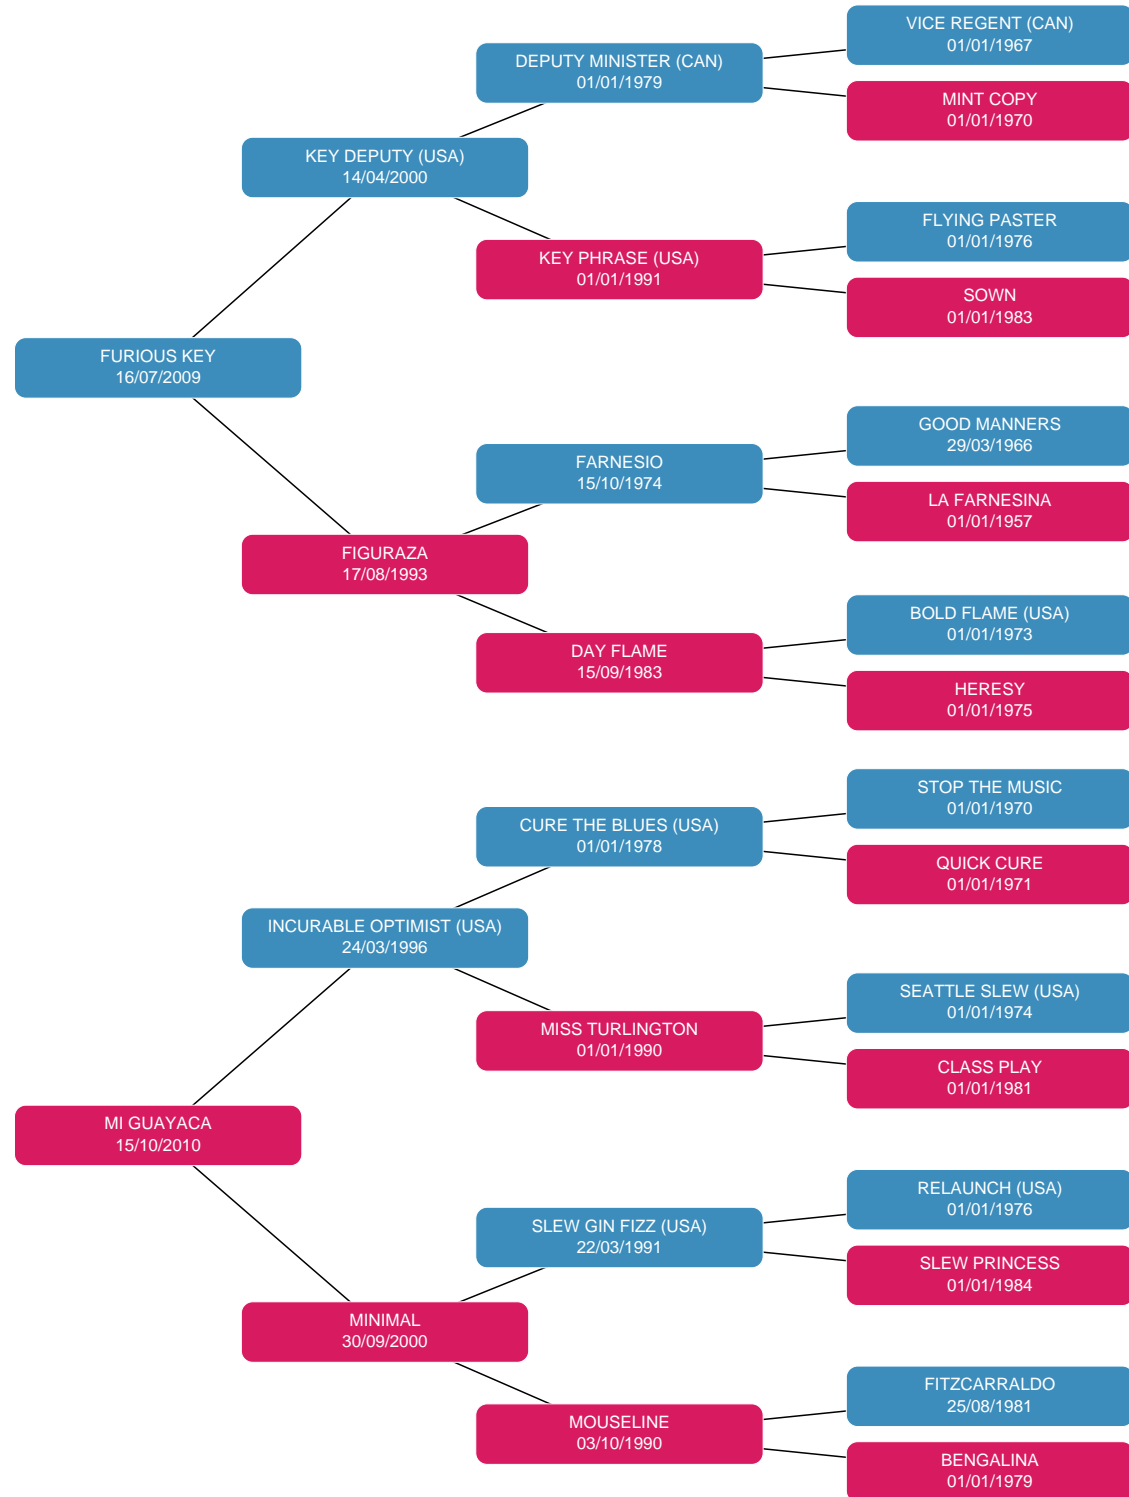 VICE REGENT (CAN)
01/01/1967
DEPUTY MINISTER (CAN)
01/01/1979
MINT COPY
01/01/1970
KEY DEPUTY (USA)
14/04/2000
FLYING PASTER
01/01/1976
KEY PHRASE (USA)
01/01/1991
SOWN
01/01/1983
FURIOUS KEY
16/07/2009
GOOD MANNERS
29/03/1966
FARNESIO
15/10/1974
LA FARNESINA
01/01/1957
FIGURAZA
17/08/1993
BOLD FLAME (USA)
01/01/1973
DAY FLAME
15/09/1983
HERESY
01/01/1975
STOP THE MUSIC
01/01/1970
CURE THE BLUES (USA)
01/01/1978
QUICK CURE
01/01/1971
INCURABLE OPTIMIST (USA)
24/03/1996
SEATTLE SLEW (USA)
01/01/1974
MISS TURLINGTON
01/01/1990
CLASS PLAY
01/01/1981
MI GUAYACA
15/10/2010
RELAUNCH (USA)
01/01/1976
SLEW GIN FIZZ (USA)
22/03/1991
SLEW PRINCESS
01/01/1984
MINIMAL
30/09/2000
FITZCARRALDO
25/08/1981
MOUSELINE
03/10/1990
BENGALINA
01/01/1979